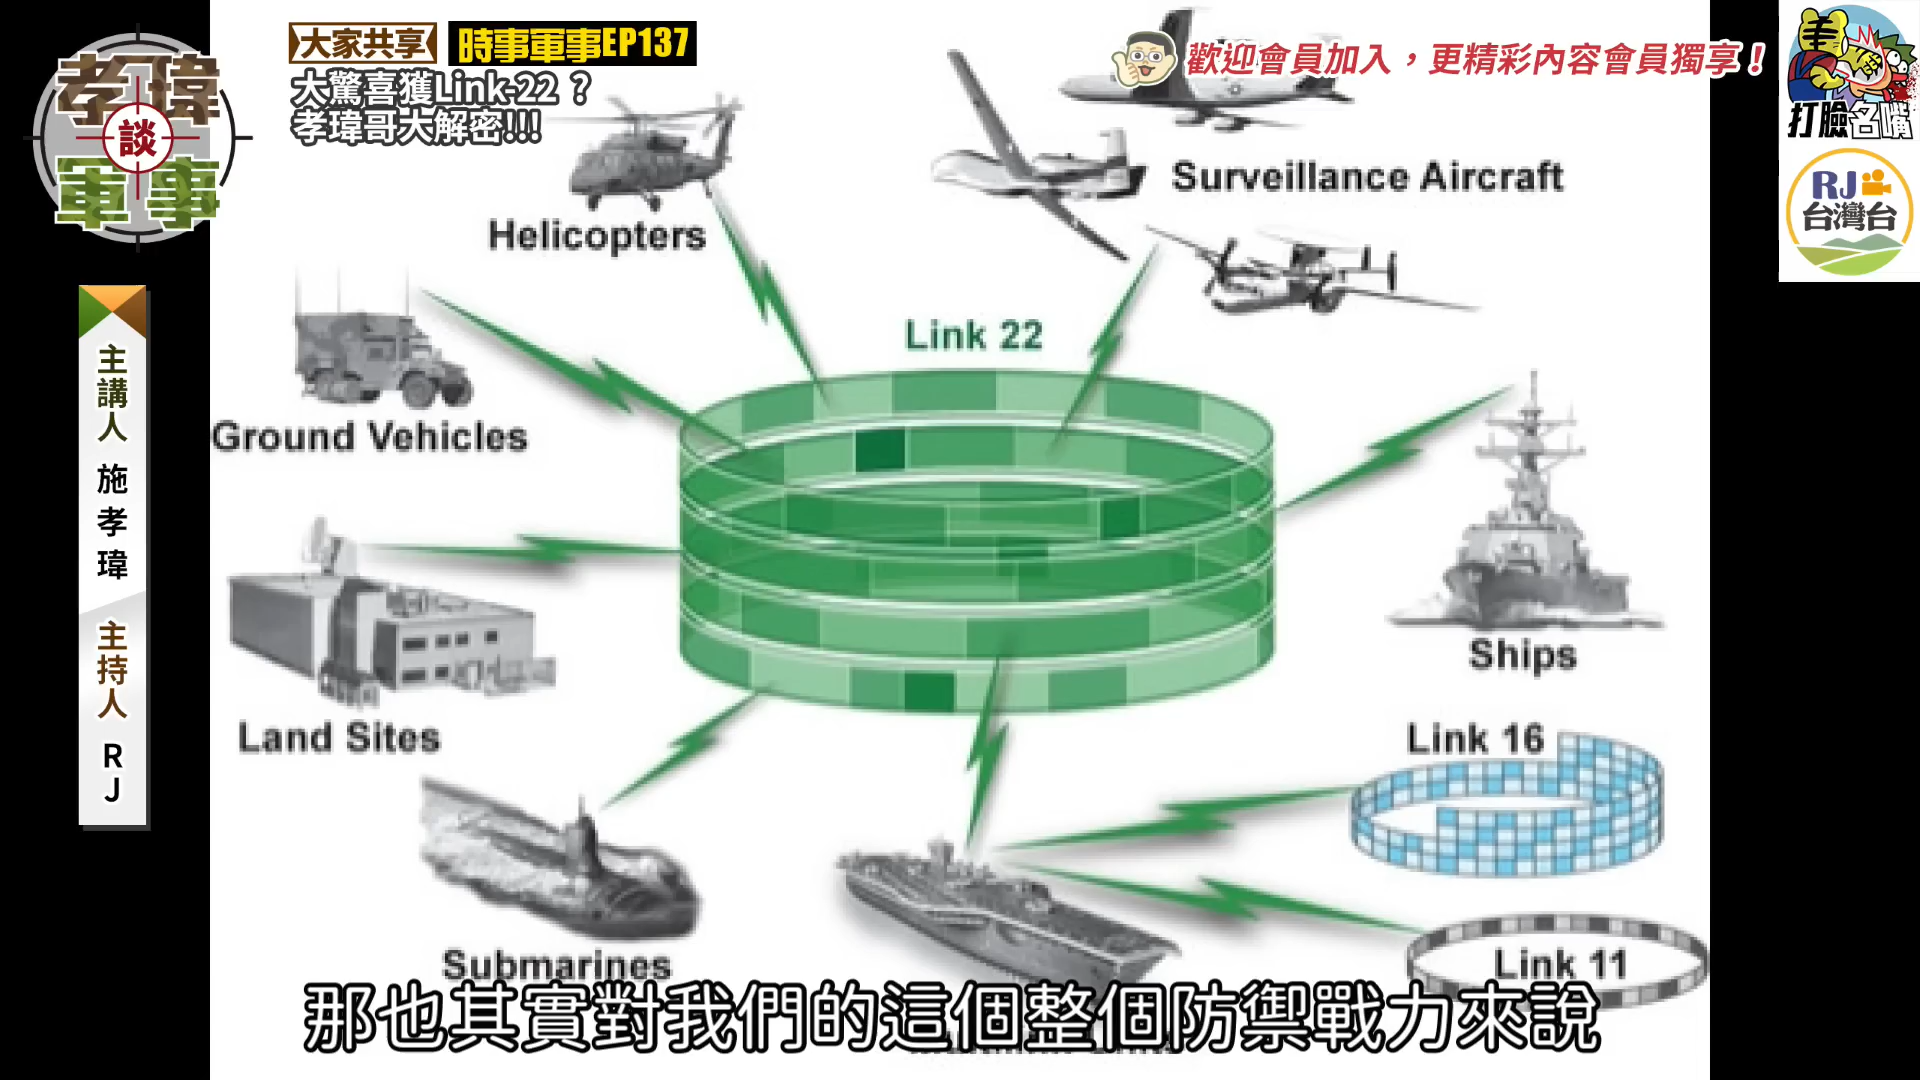 孝瑋
談
軍事
大家共享
時事軍事EP137
大驚喜獲Link-22 ?
孝瑋哥大解密!!!
歡迎會員加入，更精彩內容會員獨享！
打臉名嘴
RJ
台灣台
主講人 施孝瑋 主持人 RJ
Helicopters
Surveillance Aircraft
Link 22
Ground Vehicles
Land Sites
Ships
Link 16
Submarines
Link 11
那也其實對我們的這個整個防禦戰力來說